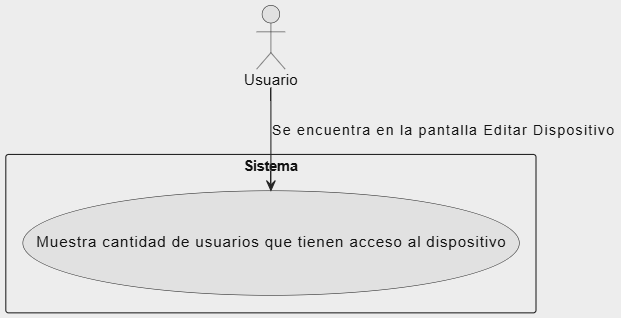 Usuario
Se encuentra en la pantalla Editar Dispositivo
Sistema
Muestra cantidad de usuarios que tienen acceso al dispositivo